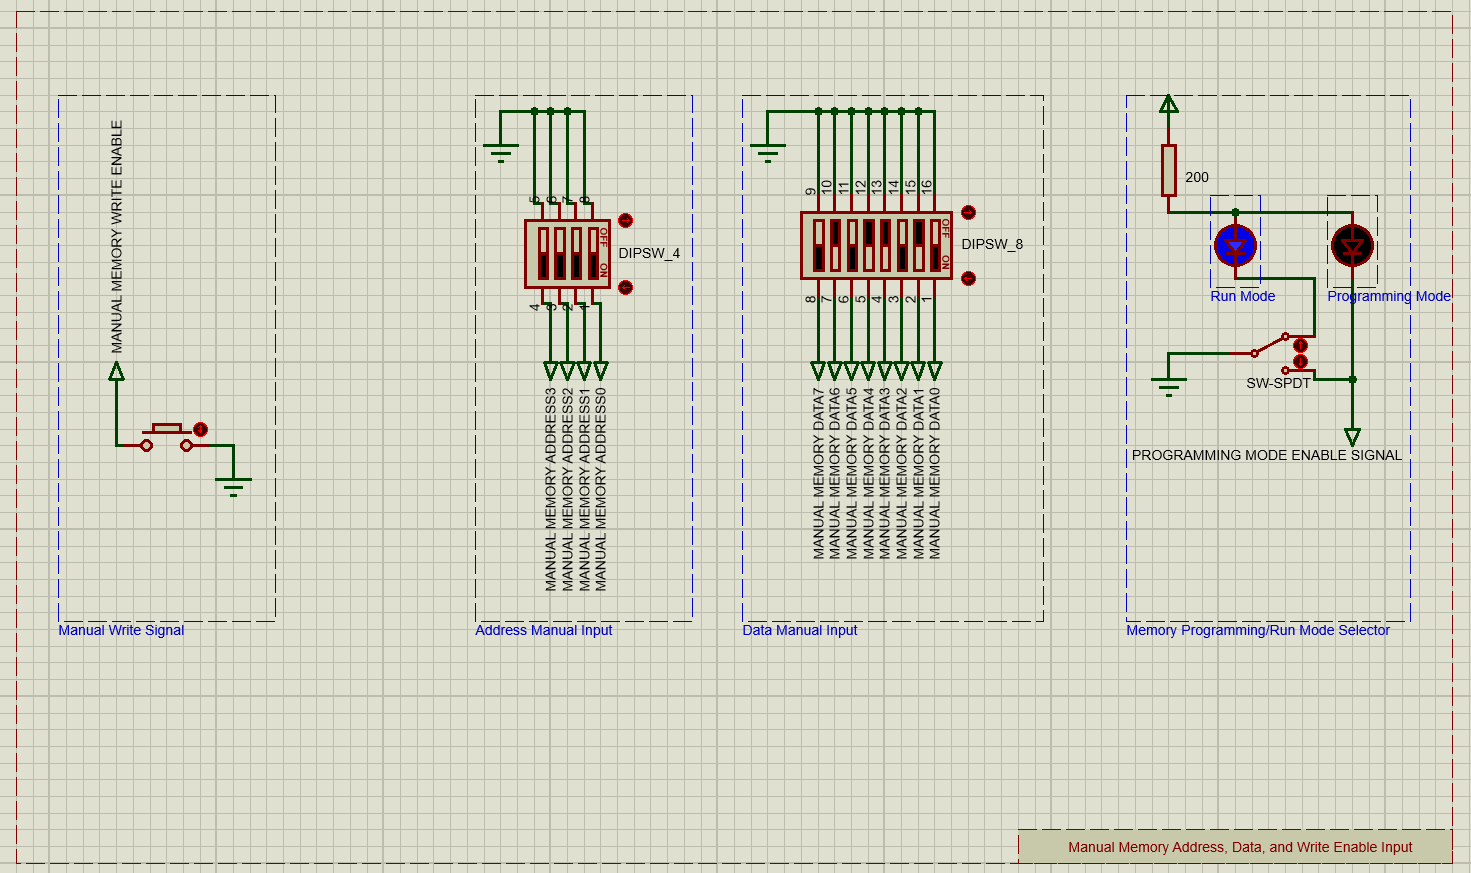 MANUAL MEMORY WRITE ENABLE
Manual Write Signal
5
6
7
8
OFF
ON
DIPSW_4
4
3
2
1
MANUAL MEMORY ADDRESS3
MANUAL MEMORY ADDRESS2
MANUAL MEMORY ADDRESS1
MANUAL MEMORY ADDRESS0
Address Manual Input
9
10
11
12
13
14
15
16
OFF
ON
DIPSW_8
8
7
6
5
4
3
2
1
MANUAL MEMORY DATA7
MANUAL MEMORY DATA6
MANUAL MEMORY DATA5
MANUAL MEMORY DATA4
MANUAL MEMORY DATA3
MANUAL MEMORY DATA2
MANUAL MEMORY DATA1
MANUAL MEMORY DATA0
Data Manual Input
200
Run Mode
Programming Mode
SW-SPDT
PROGRAMMING MODE ENABLE SIGNAL
Memory Programming/Run Mode Selector
Manual Memory Address, Data, and Write Enable Input